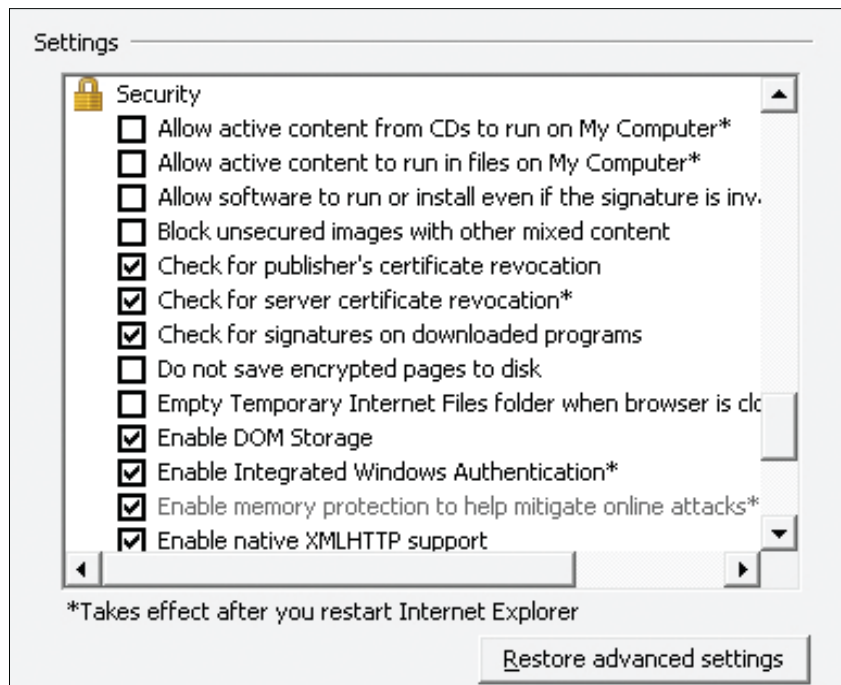 Settings
Security
Allow active content from CDs to run on My Computer*
Allow active content to run in files on My Computer*
Allow software to run or install even if the signature is
Block unsecured images with other mixed content
Check for publisher's certificate revocation
Check for server certificate revocation*
Check for signatures on downloaded programs
Do not save encrypted pages to disk
Empty Temporary Internet Files folder when browser is
Enable DOM Storage
Enable Integrated Windows Authentication*
Enable memory protection to help mitigate online attacks*
Enable native XMLHTTP support
*Takes effect after you restart Internet Explorer
Restore advanced settings